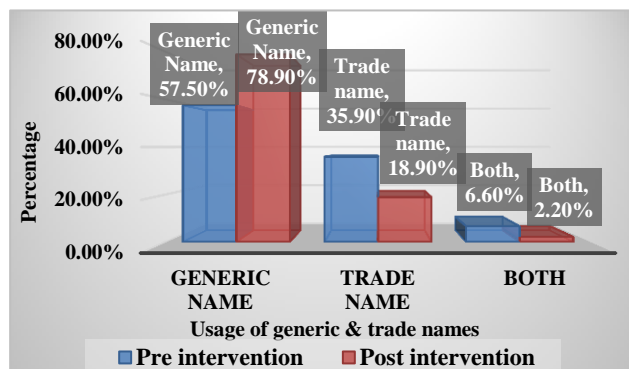 80.00%
60.00%
40.00%
20.00%
0.00%
Percentage
Generic
Name,
57.50%
Generic
Name,
78.90%
Trade
name,
35.90%
Trade
name,
18.90%
Both,
6.60%
Both,
2.20%
GENERIC
NAME
TRADE
NAME
BOTH
Usage of generic & trade names
Pre intervention
Post intervention